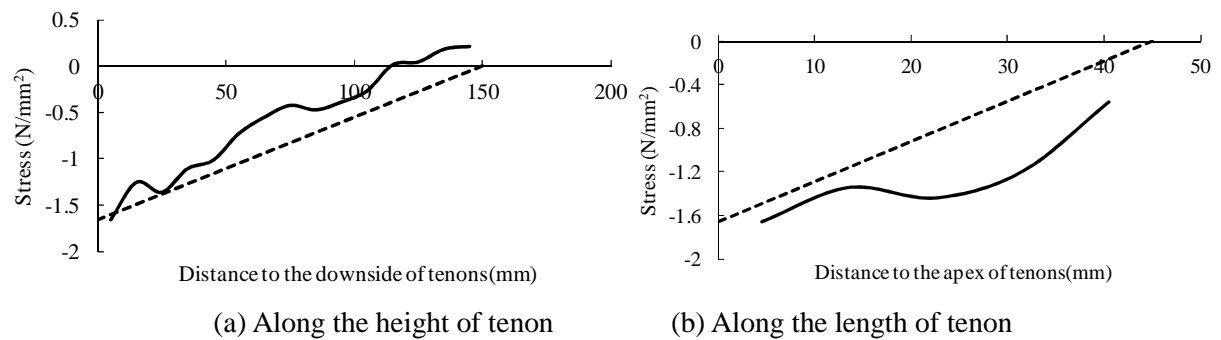 0.5
0
-0.5
-1
-1.5
-2
0 50 100 150 200
Stress (N/mm²)
Distance to the downside of tenons(mm)
(a) Along the height of tenon
0
-0.4
-0.8
-1.2
-1.6
-2
0 10 20 30 40 50
Stress (N/mm²)
Distance to the apex of tenons(mm)
(b) Along the length of tenon